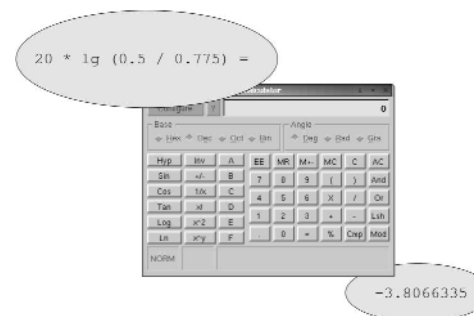 20 * lg (0.5 / 0.775) =
0
Base Angle
Hex Dec Oct Bin Deg Rad Gra
Hyp Inv A EE MR M+- MC C AC
Sin +/- B 7 8 9 ( ) And
Cos 1/x C 4 5 6 X / Or
Tan x! D 1 2 3 + - Lsh
Log x^2 E . 0 = % Cmp Mod
Ln x^y F
NORM
-3.8066335